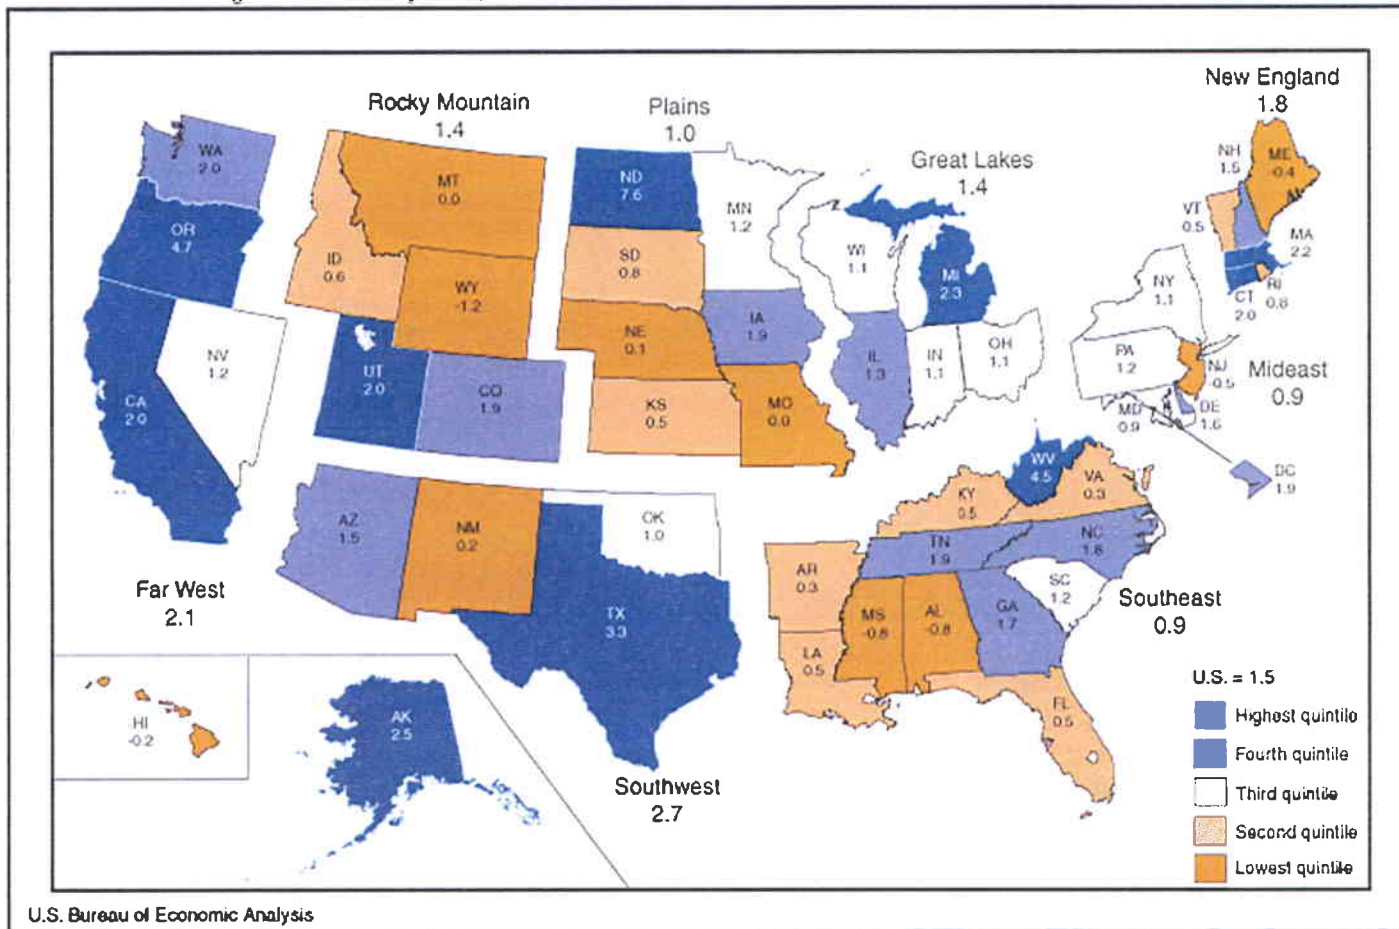 New England
1.8
Rocky Mountain
1.4
Plains
1.0
Great Lakes
1.4
WA
2.0
OR
4.7
CA
2.0
NV
1.2
ID
0.6
MT
0.0
WY
-1.2
UT
2.0
CO
1.9
ND
7.6
SD
0.8
NE
0.1
KS
0.5
MN
1.2
IA
1.9
MO
0.0
WI
1.1
IL
1.3
MI
2.3
IN
1.1
OH
1.1
NH
1.5
ME
-0.4
VT
0.5
MA
2.2
RI
0.8
CT
2.0
NY
1.1
PA
1.2
NJ
-0.5
Mideast
0.9
MD
0.9
DE
1.6
DC
1.9
AZ
1.5
NM
0.2
OK
1.0
TX
3.3
Far West
2.1
Southwest
2.7
WV
4.5
VA
0.3
KY
0.5
TN
1.9
NC
1.8
SC
1.2
AR
0.3
LA
0.5
MS
-0.8
AL
-0.8
GA
1.7
FL
0.5
Southeast
0.9
HI
-0.2
AK
2.5
U.S. = 1.5
Highest quintile
Fourth quintile
Third quintile
Second quintile
Lowest quintile
U.S. Bureau of Economic Analysis